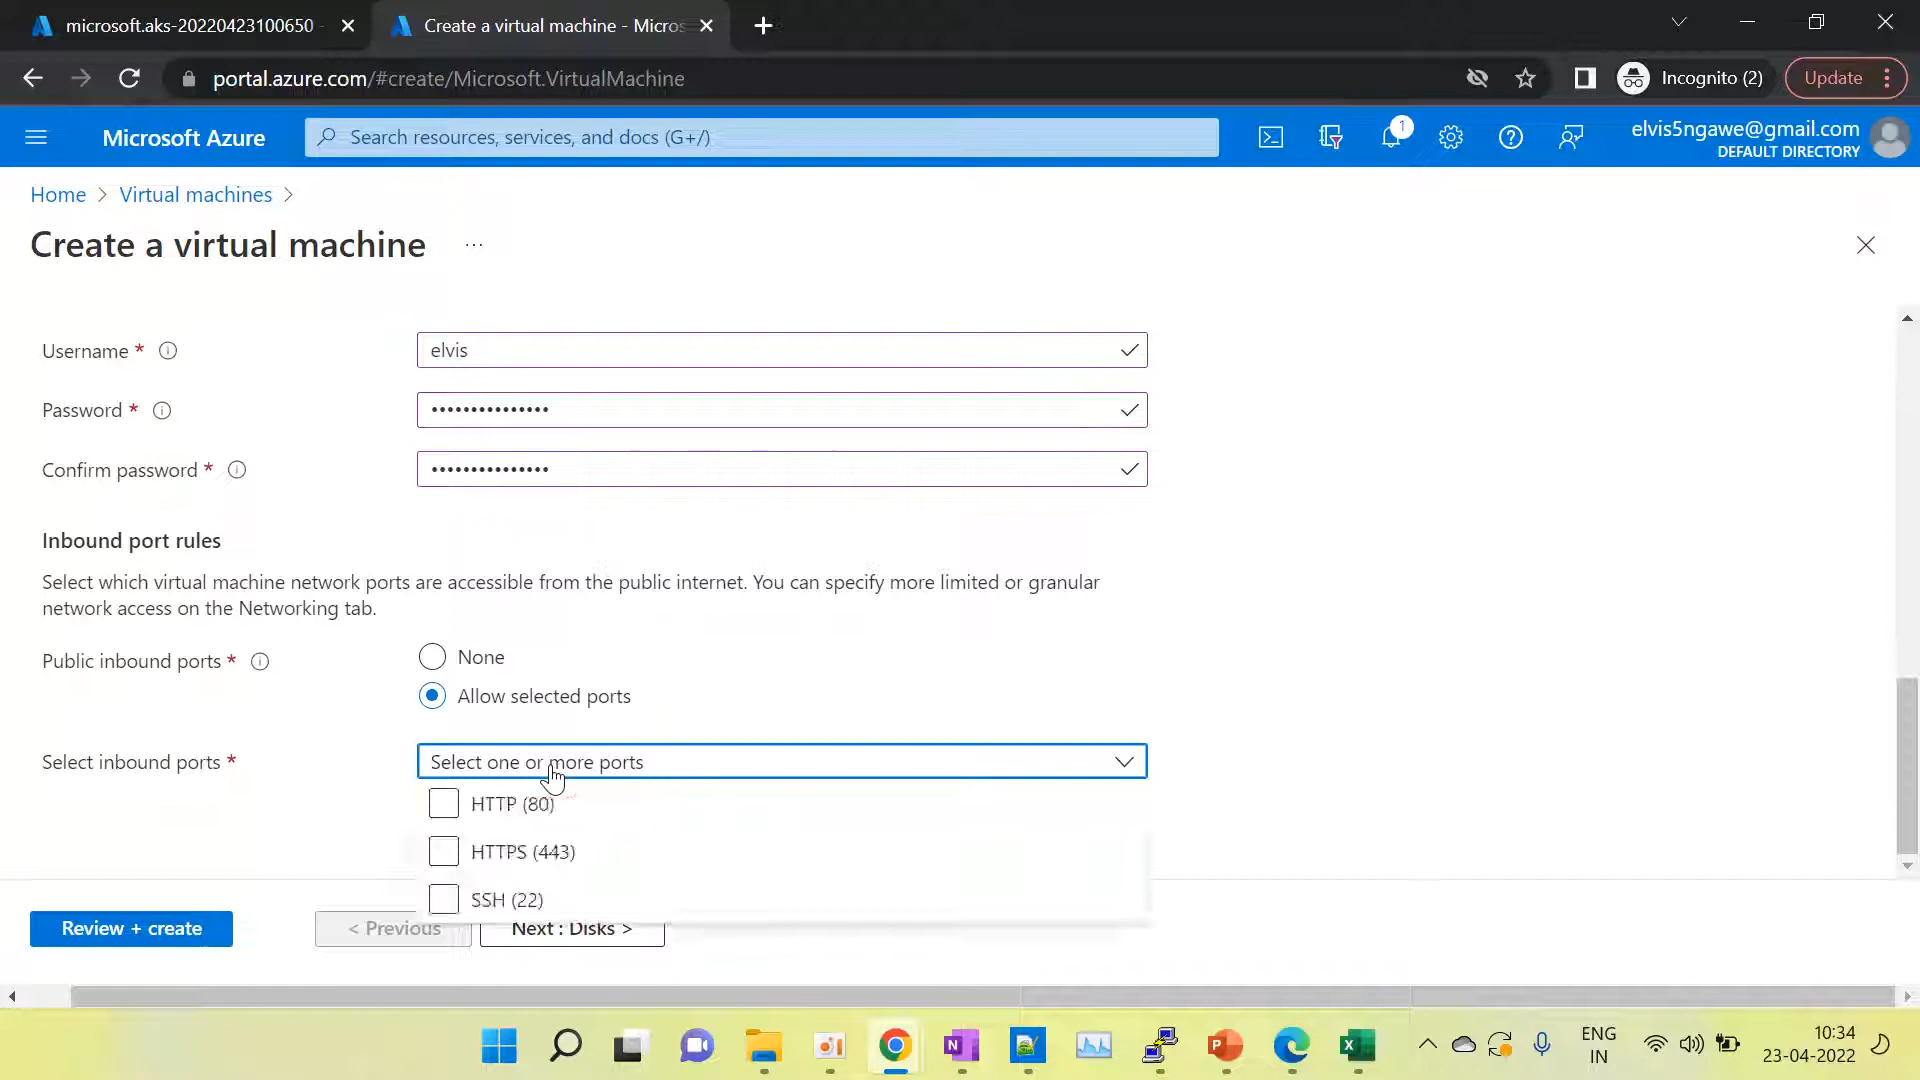 microsoft.aks-20220423100650 -
Create a virtual machine - Micros
portal.azure.com/#create/Microsoft.VirtualMachine
Incognito (2)
Update
Microsoft Azure
Search resources, services, and docs (G+/)
1
elvis5ngawe@gmail.com
DEFAULT DIRECTORY
Home > Virtual machines >
Create a virtual machine ...
Username *
elvis
Password *
•••••••••••••••
Confirm password *
•••••••••••••••
Inbound port rules
Select which virtual machine network ports are accessible from the public internet. You can specify more limited or granular
network access on the Networking tab.
Public inbound ports *
None
Allow selected ports
Select inbound ports *
Select one or more ports
HTTP (80)
HTTPS (443)
SSH (22)
Review + create
< Previous
Next : Disks >
ENG
IN
10:34
23-04-2022